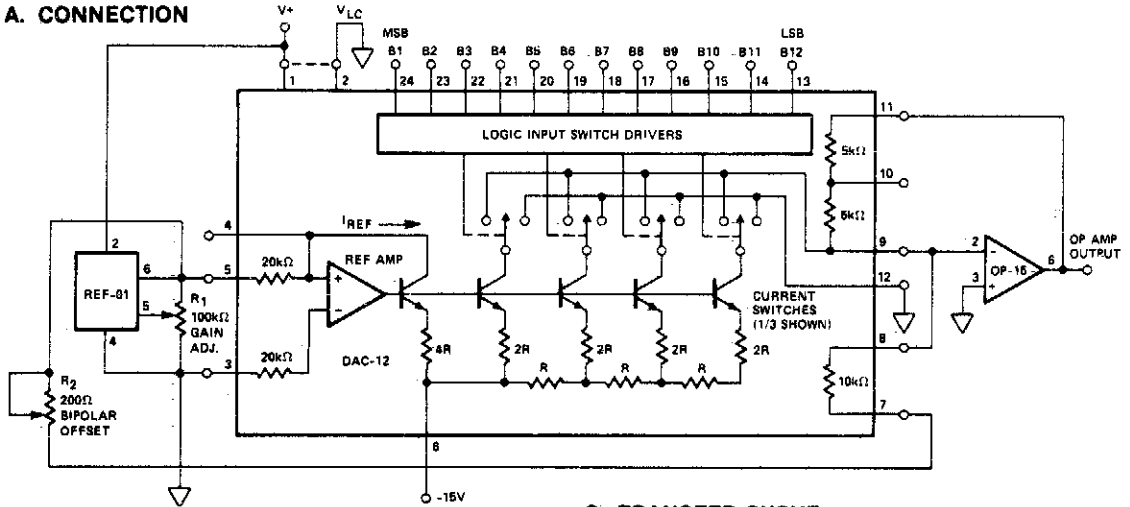 A. CONNECTION
V+
VLC
MSB
LSB
B1 B2 B3 B4 B5 B6 B7 B8 B9 B10 B11 B12
1 2 24 23 22 21 20 19 18 17 16 15 14 13
LOGIC INPUT SWITCH DRIVERS
11
5kΩ
10
5kΩ
9
IREF
4
2
6
5
REF-01
5
4
R1
100kΩ
GAIN
ADJ.
20kΩ
REF AMP
+
−
3
20kΩ
DAC-12
4R
2R
2R
2R
2R
R
R
R
CURRENT
SWITCHES
(1/3 SHOWN)
12
8
10kΩ
7
2
−
3
+
OP-15
6
OP AMP
OUTPUT
R2
200Ω
BIPOLAR
OFFSET
6
-15V